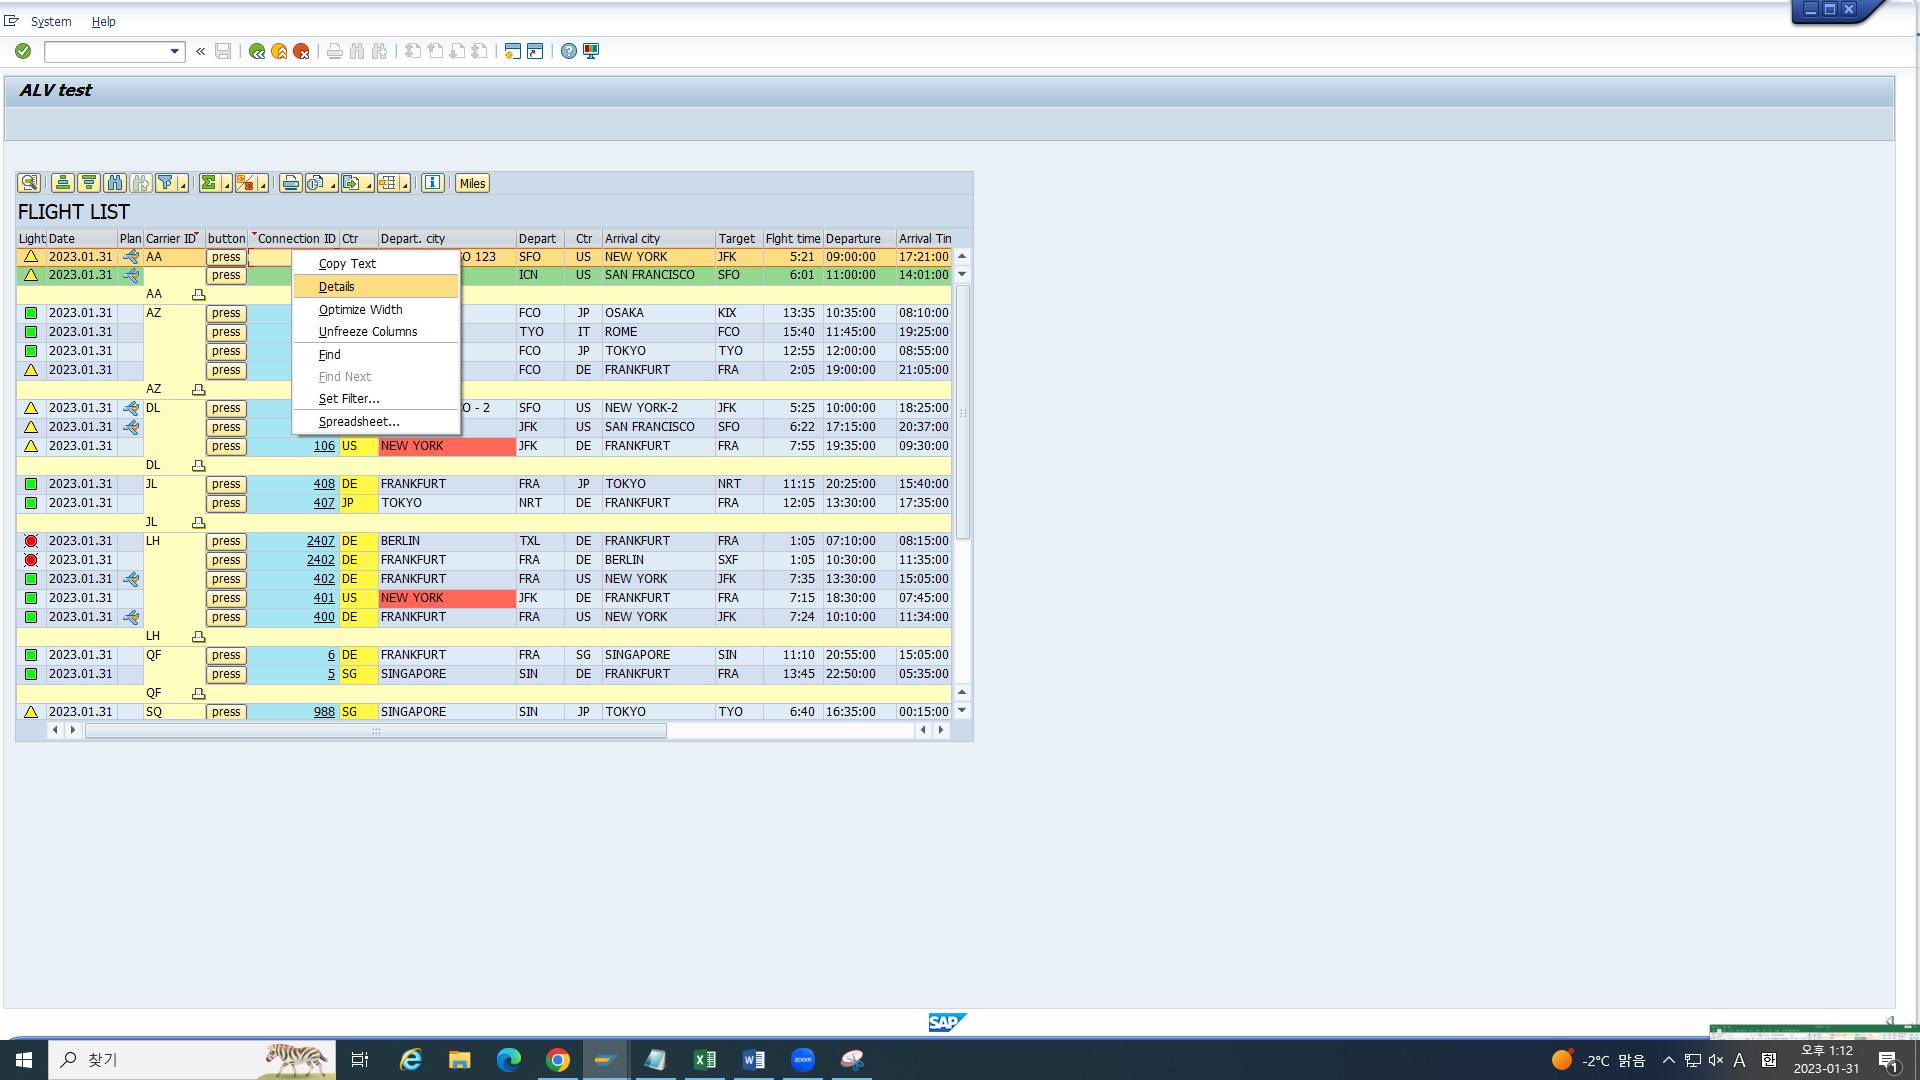 System Help
ALV test
Miles
FLIGHT LIST
Light Date Plan Carrier ID button Connection ID Ctr Depart. city Depart Ctr Arrival city Target Flght time Departure Arrival Tin
2023.01.31 AA press O 123 SFO US NEW YORK JFK 5:21 09:00:00 17:21:00
2023.01.31 press ICN US SAN FRANCISCO SFO 6:01 11:00:00 14:01:00
AA
2023.01.31 AZ press FCO JP OSAKA KIX 13:35 10:35:00 08:10:00
2023.01.31 press TYO IT ROME FCO 15:40 11:45:00 19:25:00
2023.01.31 press FCO JP TOKYO TYO 12:55 12:00:00 08:55:00
2023.01.31 press FCO DE FRANKFURT FRA 2:05 19:00:00 21:05:00
AZ
2023.01.31 DL press O - 2 SFO US NEW YORK-2 JFK 5:25 10:00:00 18:25:00
2023.01.31 press JFK US SAN FRANCISCO SFO 6:22 17:15:00 20:37:00
2023.01.31 press 106 US NEW YORK JFK DE FRANKFURT FRA 7:55 19:35:00 09:30:00
DL
2023.01.31 JL press 408 DE FRANKFURT FRA JP TOKYO NRT 11:15 20:25:00 15:40:00
2023.01.31 press 407 JP TOKYO NRT DE FRANKFURT FRA 12:05 13:30:00 17:35:00
JL
2023.01.31 LH press 2407 DE BERLIN TXL DE FRANKFURT FRA 1:05 07:10:00 08:15:00
2023.01.31 press 2402 DE FRANKFURT FRA DE BERLIN SXF 1:05 10:30:00 11:35:00
2023.01.31 press 402 DE FRANKFURT FRA US NEW YORK JFK 7:35 13:30:00 15:05:00
2023.01.31 press 401 US NEW YORK JFK DE FRANKFURT FRA 7:15 18:30:00 07:45:00
2023.01.31 press 400 DE FRANKFURT FRA US NEW YORK JFK 7:24 10:10:00 11:34:00
LH
2023.01.31 QF press 6 DE FRANKFURT FRA SG SINGAPORE SIN 11:10 20:55:00 15:05:00
2023.01.31 press 5 SG SINGAPORE SIN DE FRANKFURT FRA 13:45 22:50:00 05:35:00
QF
2023.01.31 SQ press 988 SG SINGAPORE SIN JP TOKYO TYO 6:40 16:35:00 00:15:00
Copy Text
Details
Optimize Width
Unfreeze Columns
Find
Find Next
Set Filter...
Spreadsheet...
SAP
찾기
zoom
-2°C 맑음
A 한
오후 1:12
2023-01-31
1